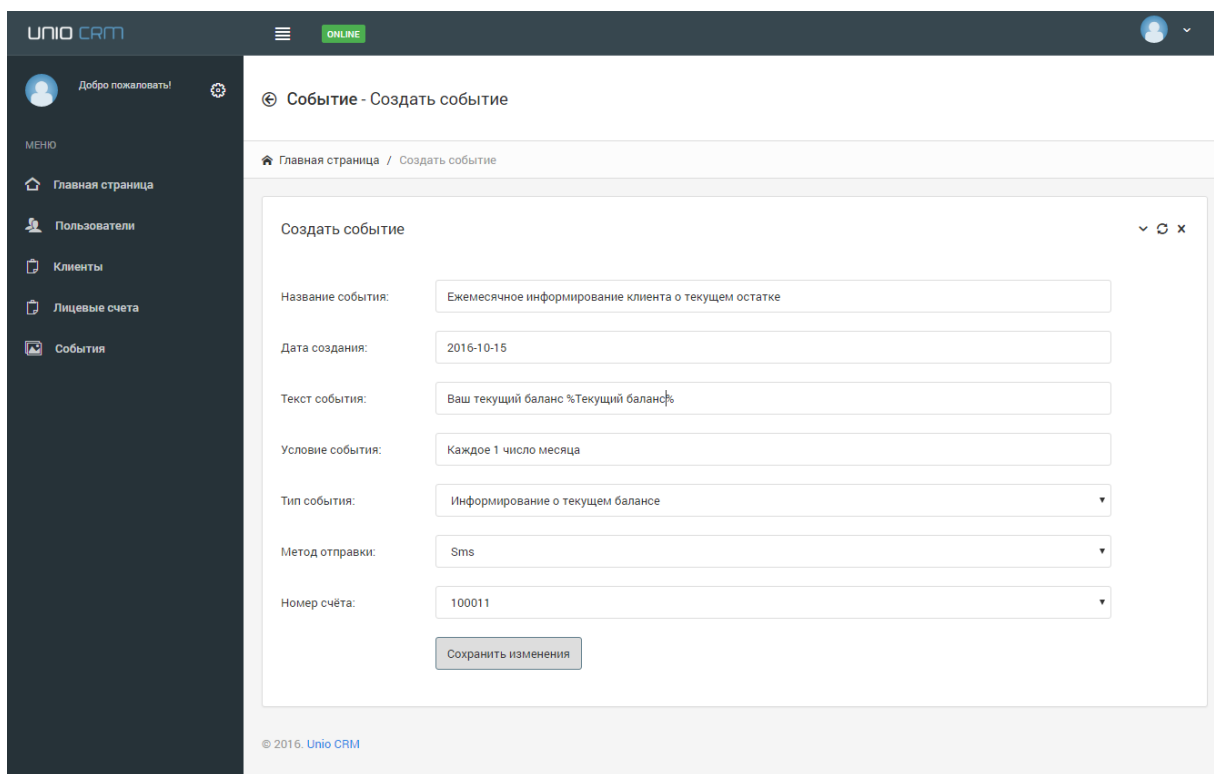 UNIO CRM
ONLINE
Добро пожаловать!
МЕНЮ
Главная страница
Пользователи
Клиенты
Лицевые счета
События
Событие - Создать событие
Главная страница / Создать событие
Создать событие
Название события: Ежемесячное информирование клиента о текущем остатке
Дата создания: 2016-10-15
Текст события: Ваш текущий баланс %Текущий баланс%
Условие события: Каждое 1 число месяца
Тип события: Информирование о текущем балансе
Метод отправки: Sms
Номер счёта: 100011
Сохранить изменения
© 2016. Unio CRM